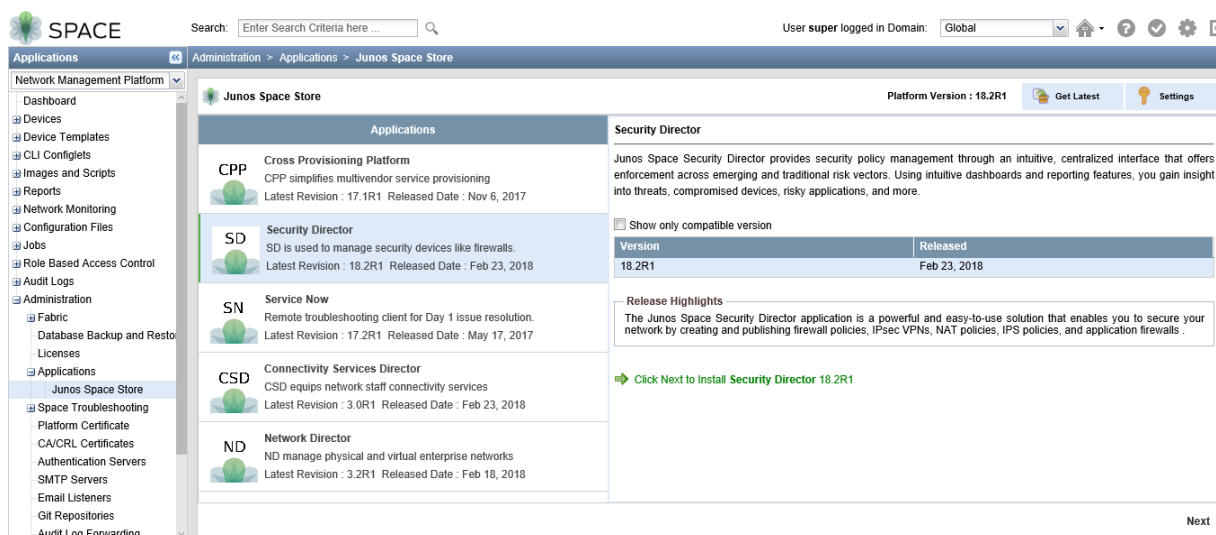 SPACE
Search: Enter Search Criteria here ...
User super logged in Domain: Global
Applications
Administration > Applications > Junos Space Store
Network Management Platform
Dashboard
Devices
Device Templates
CLI Configlets
Images and Scripts
Reports
Network Monitoring
Configuration Files
Jobs
Role Based Access Control
Audit Logs
Administration
Fabric
Database Backup and Resto
Licenses
Applications
Junos Space Store
Space Troubleshooting
Platform Certificate
CA/CRL Certificates
Authentication Servers
SMTP Servers
Email Listeners
Git Repositories
Audit Log Forwarding
Junos Space Store
Platform Version : 18.2R1
Get Latest
Settings
Applications
CPP
Cross Provisioning Platform
CPP simplifies multivendor service provisioning
Latest Revision : 17.1R1 Released Date : Nov 6, 2017
SD
Security Director
SD is used to manage security devices like firewalls.
Latest Revision : 18.2R1 Released Date : Feb 23, 2018
SN
Service Now
Remote troubleshooting client for Day 1 issue resolution.
Latest Revision : 17.2R1 Released Date : May 17, 2017
CSD
Connectivity Services Director
CSD equips network staff connectivity services
Latest Revision : 3.0R1 Released Date : Feb 23, 2018
ND
Network Director
ND manage physical and virtual enterprise networks
Latest Revision : 3.2R1 Released Date : Feb 18, 2018
Security Director
Junos Space Security Director provides security policy management through an intuitive, centralized interface that offers
enforcement across emerging and traditional risk vectors. Using intuitive dashboards and reporting features, you gain insight
into threats, compromised devices, risky applications, and more.
Show only compatible version
Version Released
18.2R1 Feb 23, 2018
Release Highlights
The Junos Space Security Director application is a powerful and easy-to-use solution that enables you to secure your
network by creating and publishing firewall policies, IPsec VPNs, NAT policies, IPS policies, and application firewalls .
Click Next to Install Security Director 18.2R1
Next